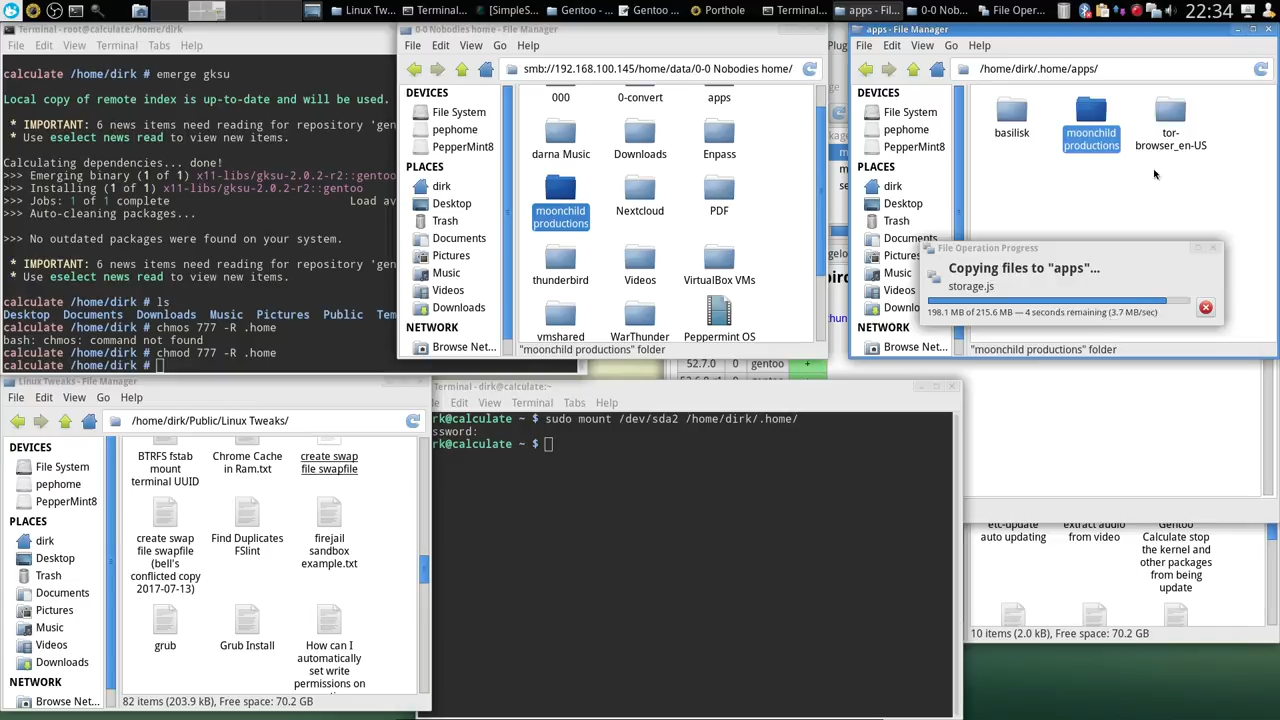 Linux Tw...
Terminal...
[SimpleS...
Gentoo -...
Gentoo ...
Porthole
Terminal...
apps - Fil...
0-0 Nob...
File Oper...
22:34
Terminal - root@calculate:/home/dirk
File Edit View Terminal Tabs Help
calculate /home/dirk # emerge gksu
Local copy of remote index is up-to-date and will be used.
* IMPORTANT: 6 news items need reading for repository 'gen
* Use eselect news read to view new items.
Calculating dependencies... done!
>>> Emerging binary (1 of 1) x11-libs/gksu-2.0.2-r2::gentoo
>>> Installing (1 of 1) x11-libs/gksu-2.0.2-r2::gentoo
>>> Jobs: 1 of 1 complete Load av
>>> Auto-cleaning packages...
>>> No outdated packages were found on your system.
* IMPORTANT: 6 news items need reading for repository 'gen
* Use eselect news read to view new items.
calculate /home/dirk # ls
Desktop Documents Downloads Music Pictures Public Tem
calculate /home/dirk # chmos 777 -R .home
bash: chmos: command not found
calculate /home/dirk # chmod 777 -R .home
calculate /home/dirk #
0-0 Nobodies home - File Manager
File Edit View Go Help
smb://192.168.100.145/home/data/0-0 Nobodies home/
DEVICES
File System
pephome
PepperMint8
PLACES
dirk
Desktop
Trash
Documents
Pictures
Music
Videos
Downloads
NETWORK
Browse Net...
000
0-convert
apps
darna Music
Downloads
Enpass
moonchild
productions
Nextcloud
PDF
thunderbird
Videos
VirtualBox VMs
vmshared
WarThunder
Peppermint OS
"moonchild productions" folder
Plug
apps - File Manager
File Edit View Go Help
/home/dirk/.home/apps/
DEVICES
File System
pephome
PepperMint8
PLACES
dirk
Desktop
Trash
Documents
Pictures
Music
Videos
Downlo
NETWORK
Browse Net...
basilisk
moonchild
productions
tor-
browser_en-US
"moonchild productions" folder
File Operation Progress
Copying files to "apps"...
storage.js
198.1 MB of 215.6 MB — 4 seconds remaining (3.7 MB/sec)
52.7.0 0 gentoo +
Linux Tweaks - File Manager
File Edit View Go Help
/home/dirk/Public/Linux Tweaks/
DEVICES
File System
pephome
PepperMint8
PLACES
dirk
Desktop
Trash
Documents
Pictures
Music
Videos
Downloads
NETWORK
Browse Net...
BTRFS fstab
mount
terminal UUID
Chrome Cache
in Ram.txt
create swap
file swapfile
create swap
file swapfile
(bell's
conflicted copy
2017-07-13)
Find Duplicates
FSlint
firejail
sandbox
example.txt
grub
Grub Install
How can I
automatically
set write
permissions on
82 items (203.9 kB), Free space: 70.2 GB
Terminal - dirk@calculate:~
Edit View Terminal Tabs Help
rk@calculate ~ $ sudo mount /dev/sda2 /home/dirk/.home/
ssword:
rk@calculate ~ $
etc-update
auto updating
extract audio
from video
Gentoo
Calculate stop
the kernel and
other packages
from being
update
10 items (2.0 kB), Free space: 70.2 GB